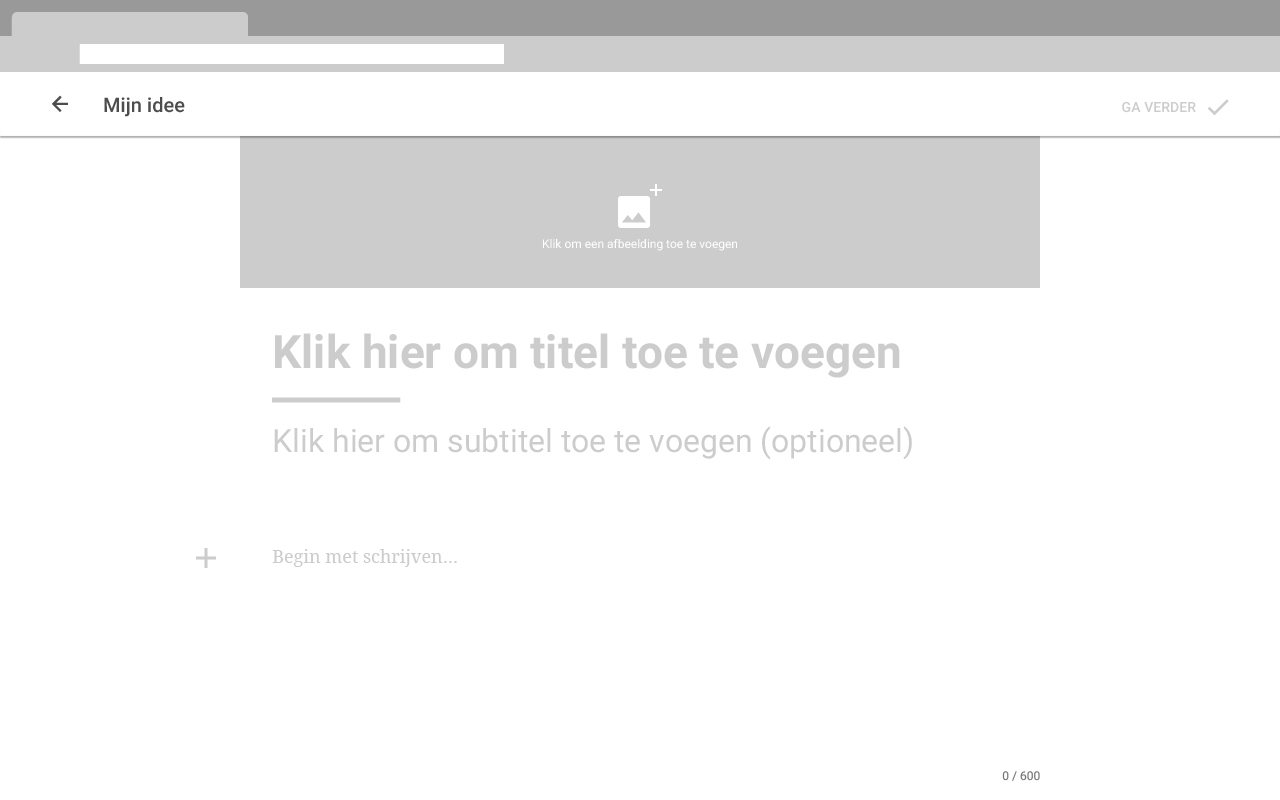 Mijn idee
GA VERDER
Klik om een afbeelding toe te voegen
Klik hier om titel toe te voegen
Klik hier om subtitel toe te voegen (optioneel)
Begin met schrijven...
0 / 600